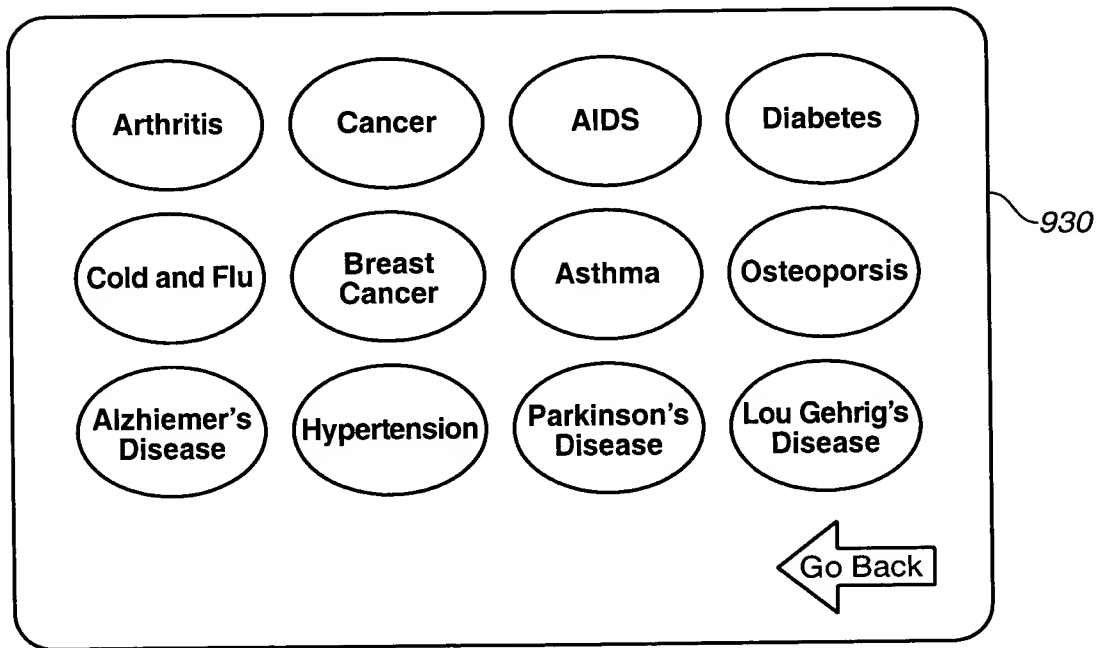 Arthritis
Cancer
AIDS
Diabetes
930
Cold and Flu
Breast
Cancer
Asthma
Osteoporsis
Alzhiemer's
Disease
Hypertension
Parkinson's
Disease
Lou Gehrig's
Disease
Go Back